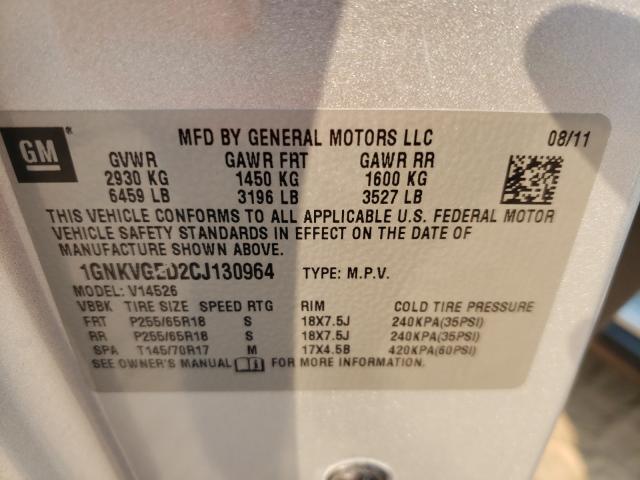 GM
MFD BY GENERAL MOTORS LLC 08/11
GVWR GAWR FRT GAWR RR
2930 KG 1450 KG 1600 KG
6459 LB 3196 LB 3527 LB
THIS VEHICLE CONFORMS TO ALL APPLICABLE U.S. FEDERAL MOTOR
VEHICLE SAFETY STANDARDS IN EFFECT ON THE DATE OF
MANUFACTURE SHOWN ABOVE.
1GNKVGED2CJ130964 TYPE: M.P.V.
MODEL: V14526
VBBK TIRE SIZE SPEED RTG RIM COLD TIRE PRESSURE
FRT P255/65R18 S 18X7.5J 240KPA(35PSI)
RR P255/65R18 S 18X7.5J 240KPA(35PSI)
SPA T145/70R17 M 17X4.5B 420KPA(60PSI)
SEE OWNER'S MANUAL FOR MORE INFORMATION.